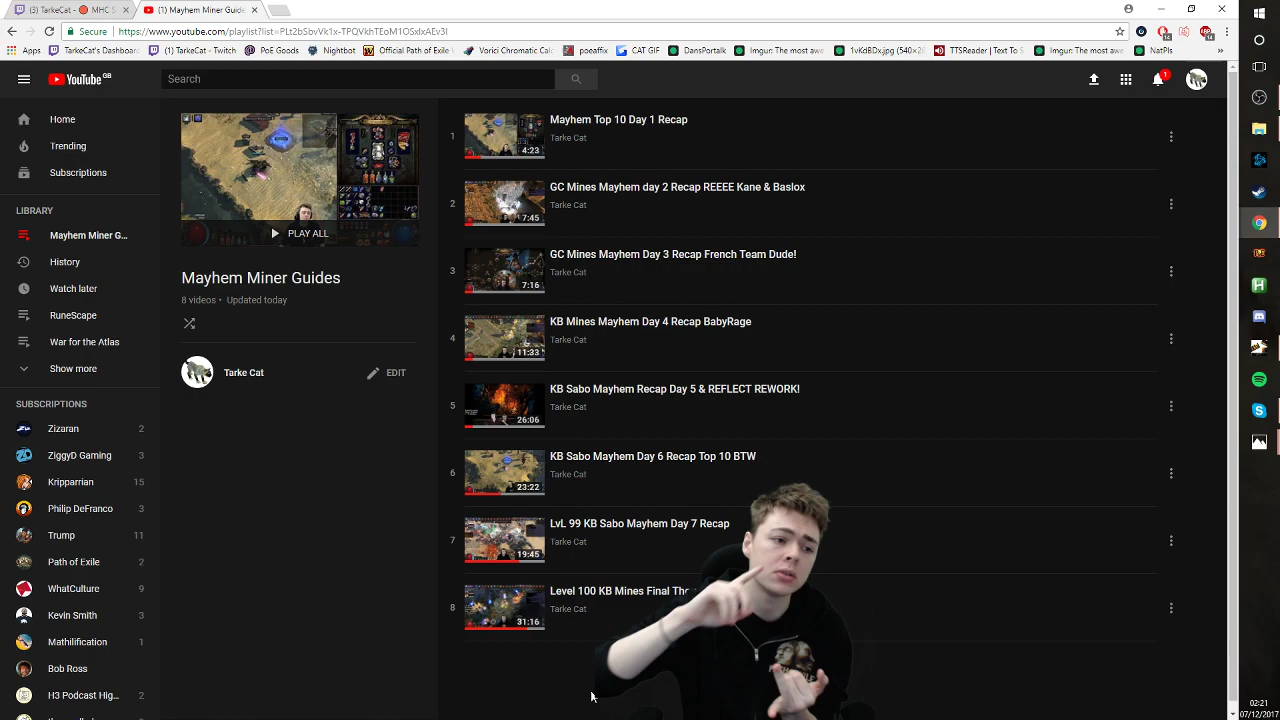 (3) TarkeCat - 🔴 MHC S
(1) Mayhem Miner Guide
Secure
https://www.youtube.com/playlist?list=PLt2bSbvVk1x-TPQVkhTEoM1OSxIxAEv3I
Apps
TarkeCat's Dashboard
(1) TarkeCat - Twitch
PoE Goods
Nightbot
Official Path of Exile
Vorici Chromatic Calc
poeaffix
CAT GIF
Dansfortalk
Imgur: The most awe
1vKdBDx.jpg (540×28
TTSReader | Text To S
Imgur: The most awe
NatPls
YouTube GB
Search
1
Home
Trending
Subscriptions
LIBRARY
Mayhem Miner G...
History
Watch later
RuneScape
War for the Atlas
Show more
SUBSCRIPTIONS
Zizaran 2
ZiggyD Gaming 3
Kripparrian 15
Philip DeFranco 3
Trump 11
Path of Exile 2
WhatCulture 9
Kevin Smith 3
Mathification 1
Bob Ross
H3 Podcast Hig... 2
PLAY ALL
Mayhem Miner Guides
8 videos • Updated today
Tarke Cat
EDIT
1
4:23
Mayhem Top 10 Day 1 Recap
Tarke Cat
2
7:45
GC Mines Mayhem day 2 Recap REEEE Kane & Baslox
Tarke Cat
3
7:16
GC Mines Mayhem Day 3 Recap French Team Dude!
Tarke Cat
4
11:33
KB Mines Mayhem Day 4 Recap BabyRage
Tarke Cat
5
26:06
KB Sabo Mayhem Recap Day 5 & REFLECT REWORK!
Tarke Cat
6
23:22
KB Sabo Mayhem Day 6 Recap Top 10 BTW
Tarke Cat
7
19:45
LvL 99 KB Sabo Mayhem Day 7 Recap
Tarke Cat
8
31:16
Level 100 KB Mines Final
Tarke Cat
02:21
07/12/2017